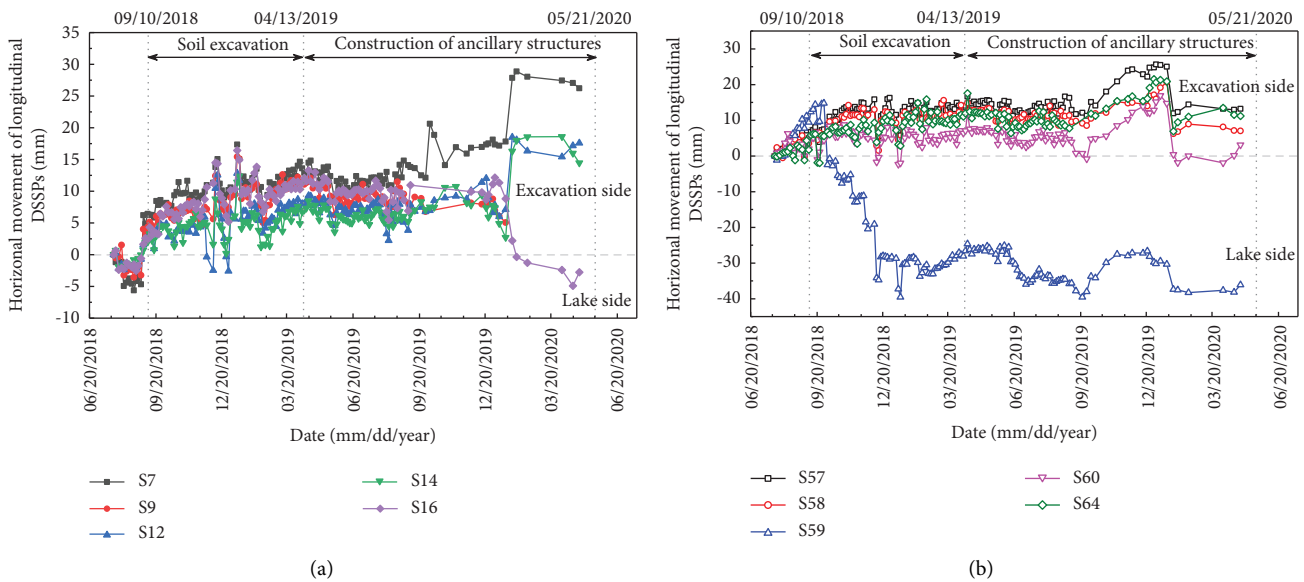 09/10/2018 04/13/2019 05/21/2020
Soil excavation Construction of ancillary structures
35
30
25
20
15
10
5
0
-5
-10
Horizonal movement of longitudinal
DSSPs (mm)
Excavation side
Lake side
06/20/2018 09/20/2018 12/20/2018 03/20/2019 06/20/2019 09/20/2019 12/20/2019 03/20/2020 06/20/2020
Date (mm/dd/year)
S7 S14
S9 S16
S12
(a)
09/10/2018 04/13/2019 05/21/2020
Soil excavation Construction of ancillary structures
30
20
10
0
-10
-20
-30
-40
Horizonal movement of longitudinal
DSSPs (mm)
Excavation side
Lake side
06/20/2018 09/20/2018 12/20/2018 03/20/2019 06/20/2019 09/20/2019 12/20/2019 03/20/2020 06/20/2020
Date (mm/dd/year)
S57 S60
S58 S64
S59
(b)